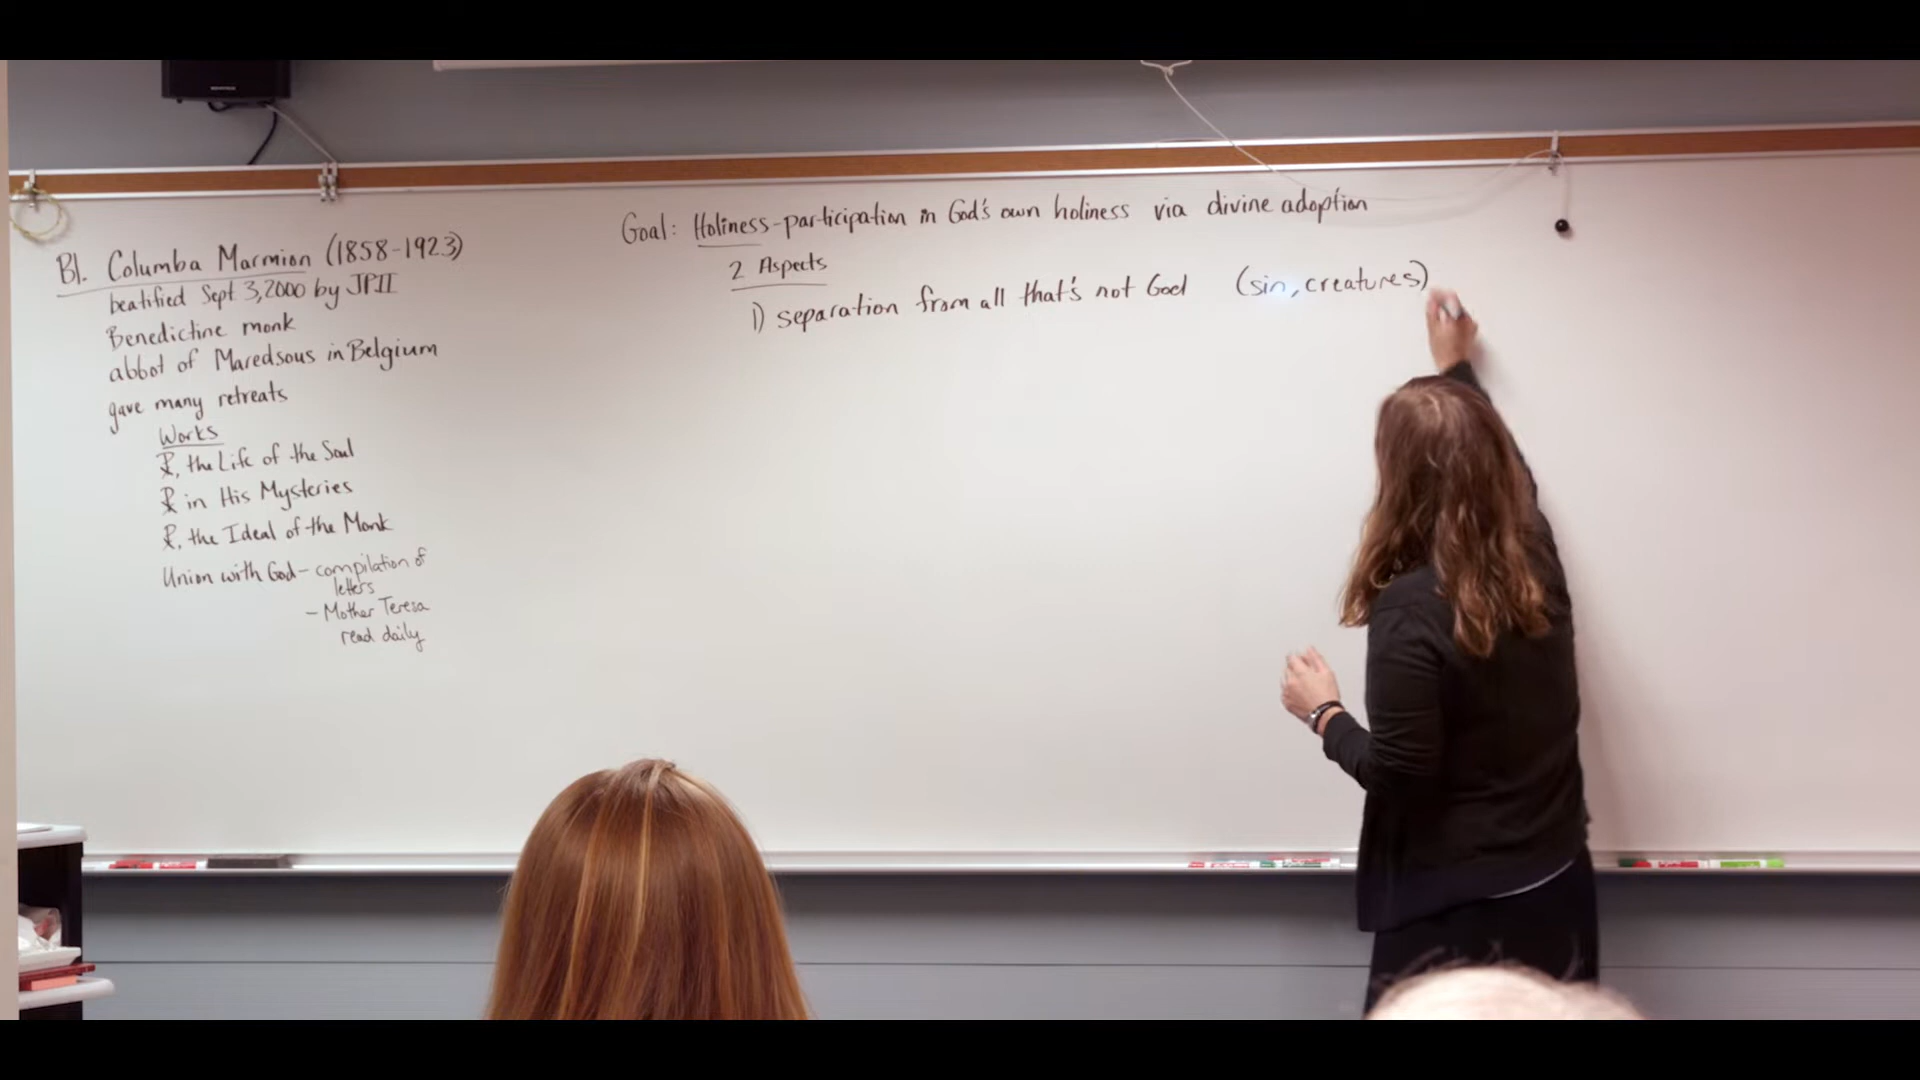 Bl. Columba Marmion (1858-1923)
beatified Sept 3, 2000 by JPII
Benedictine monk
abbot of Maredsous in Belgium
gave many retreats
Works
☧, the Life of the Soul
☧ in His Mysteries
☧, the Ideal of the Monk
Union with God - compilation of
letters
- Mother Teresa
read daily
Goal: Holiness - participation in God's own holiness via divine adoption
2 Aspects
1) separation from all that's not God (sin, creatures)